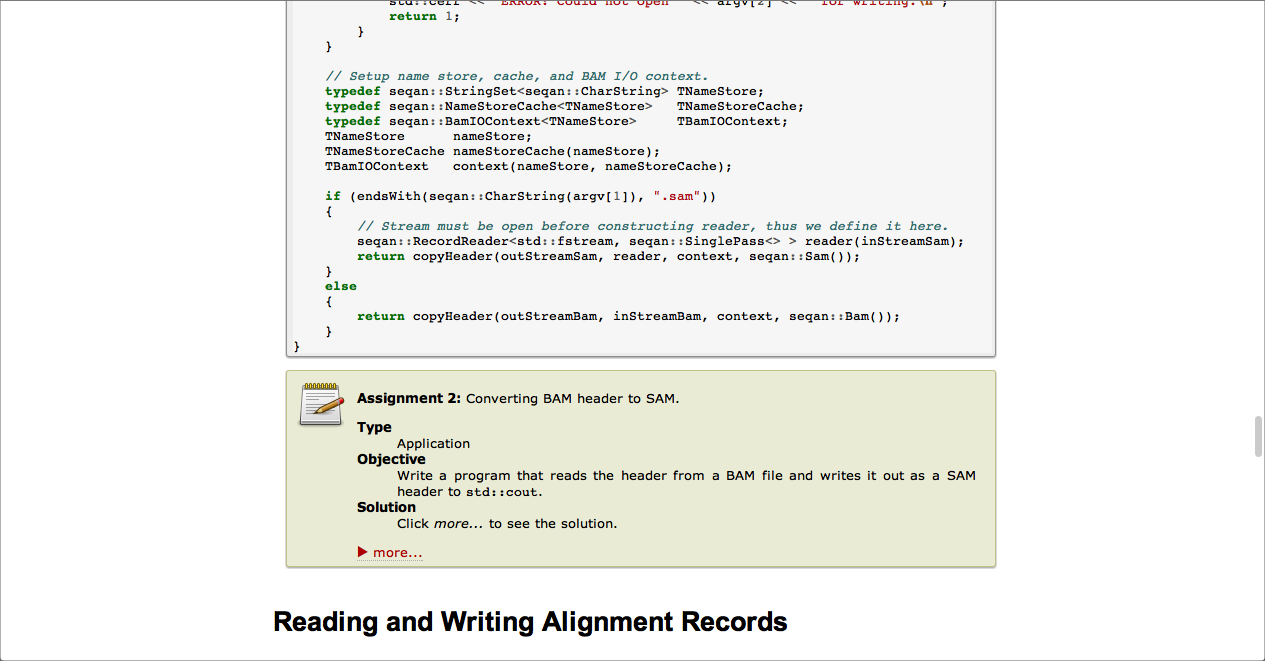 std::cerr << "ERROR: Could not open " << argv[2] << " for writing.\n";
return 1;
}
}
// Setup name store, cache, and BAM I/O context.
typedef seqan::StringSet<seqan::CharString> TNameStore;
typedef seqan::NameStoreCache<TNameStore>   TNameStoreCache;
typedef seqan::BamIOContext<TNameStore>     TBamIOContext;
TNameStore      nameStore;
TNameStoreCache nameStoreCache(nameStore);
TBamIOContext   context(nameStore, nameStoreCache);
if (endsWith(seqan::CharString(argv[1]), ".sam"))
{
// Stream must be open before constructing reader, thus we define it here.
seqan::RecordReader<std::fstream, seqan::SinglePass<> > reader(inStreamSam);
return copyHeader(outStreamSam, reader, context, seqan::Sam());
}
else
{
return copyHeader(outStreamBam, inStreamBam, context, seqan::Bam());
}
}
Assignment 2: Converting BAM header to SAM.
Type
Application
Objective
Write a program that reads the header from a BAM file and writes it out as a SAM
header to std::cout.
Solution
Click more... to see the solution.
more...
Reading and Writing Alignment Records